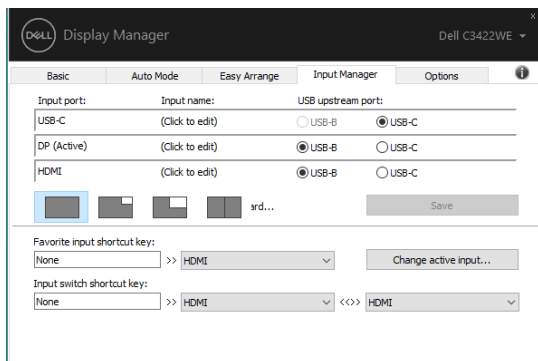 DELL Display Manager Dell C3422WE
x
Basic Auto Mode Easy Arrange Input Manager Options i
Input port: Input name: USB upstream port:
USB-C (Click to edit) USB-B USB-C
DP (Active) (Click to edit) USB-B USB-C
HDMI (Click to edit) USB-B USB-C
ard... Save
Favorite input shortcut key:
None >> HDMI Change active input...
Input switch shortcut key:
None >> HDMI <<>> HDMI